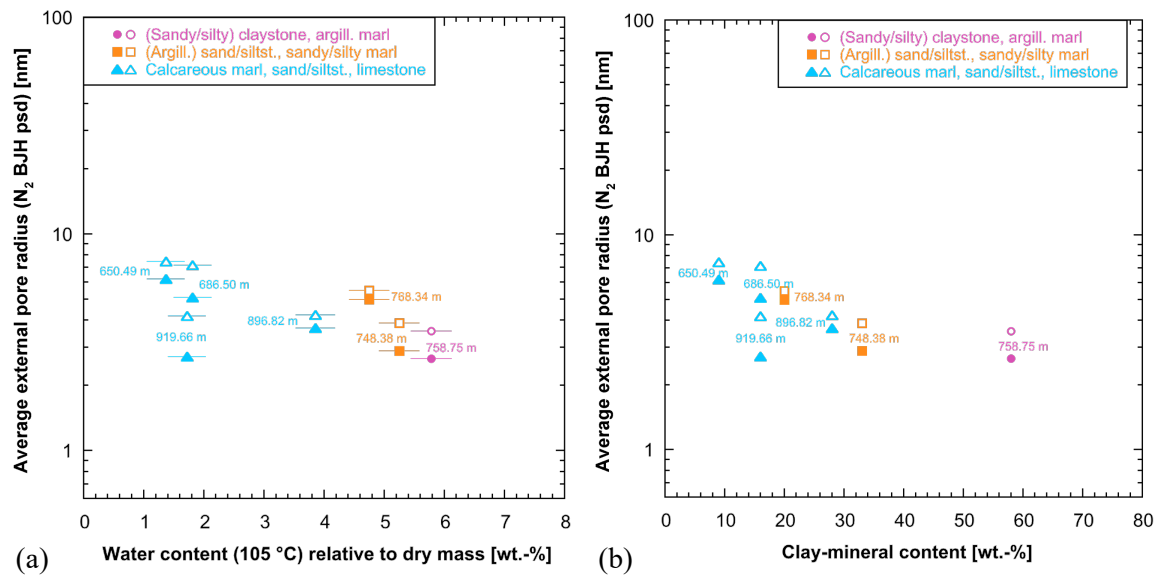 100
(Sandy/silty) claystone, argill. marl
(Argill.) sand/siltst., sandy/silty marl
Calcareous marl, sand/siltst., limestone
Average external pore radius (N₂ BJH psd) [nm]
10
650.49 m
686.50 m
919.66 m
896.82 m
768.34 m
748.38 m
758.75 m
1
0 1 2 3 4 5 6 7 8
(a)
Water content (105 °C) relative to dry mass [wt.-%]
100
(Sandy/silty) claystone, argill. marl
(Argill.) sand/siltst., sandy/silty marl
Calcareous marl, sand/siltst., limestone
Average external pore radius (N₂ BJH psd) [nm]
10
650.49 m
686.50 m
768.34 m
919.66 m
896.82 m
748.38 m
758.75 m
1
0 10 20 30 40 50 60 70 80
(b)
Clay-mineral content [wt.-%]